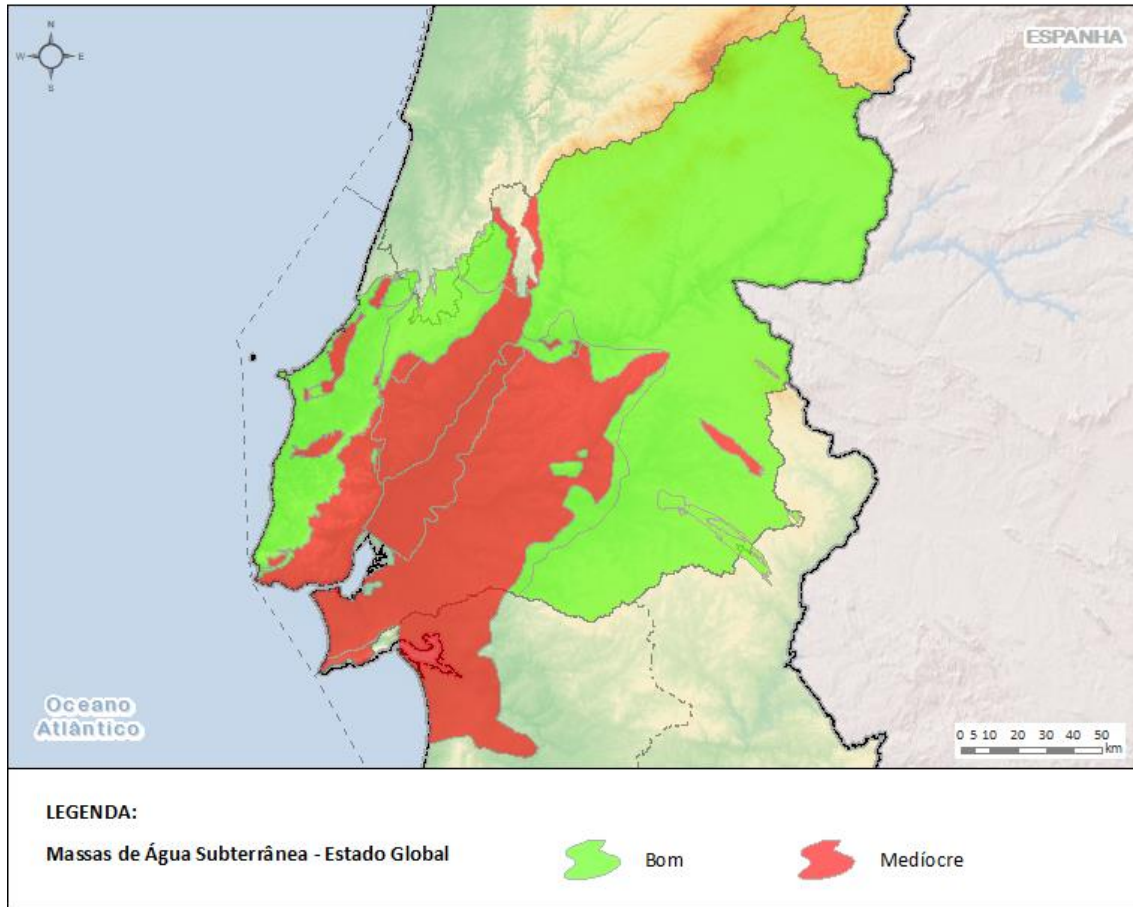 N
W E
S
ESPANHA
Oceano
Atlântico
0 5 10 20 30 40 50
km
LEGENDA:
Massas de Água Subterrânea - Estado Global
Bom
Medíocre